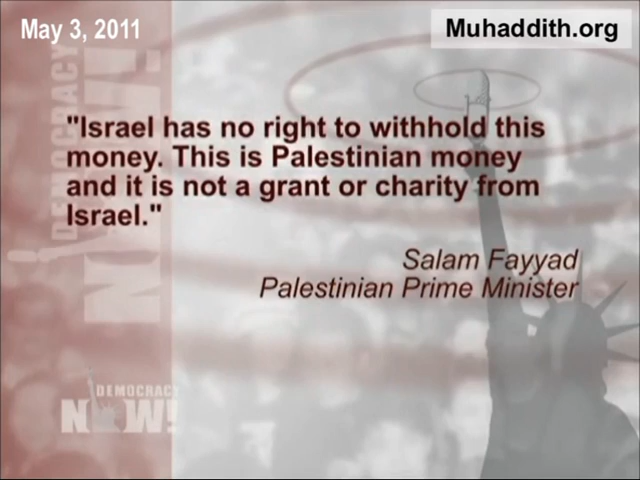 May 3, 2011
Muhaddith.org
"Israel has no right to withhold this
money. This is Palestinian money
and it is not a grant or charity from
Israel."
Salam Fayyad
Palestinian Prime Minister
DEMOCRACY
NOW!
DEMOCRACY
NOW!